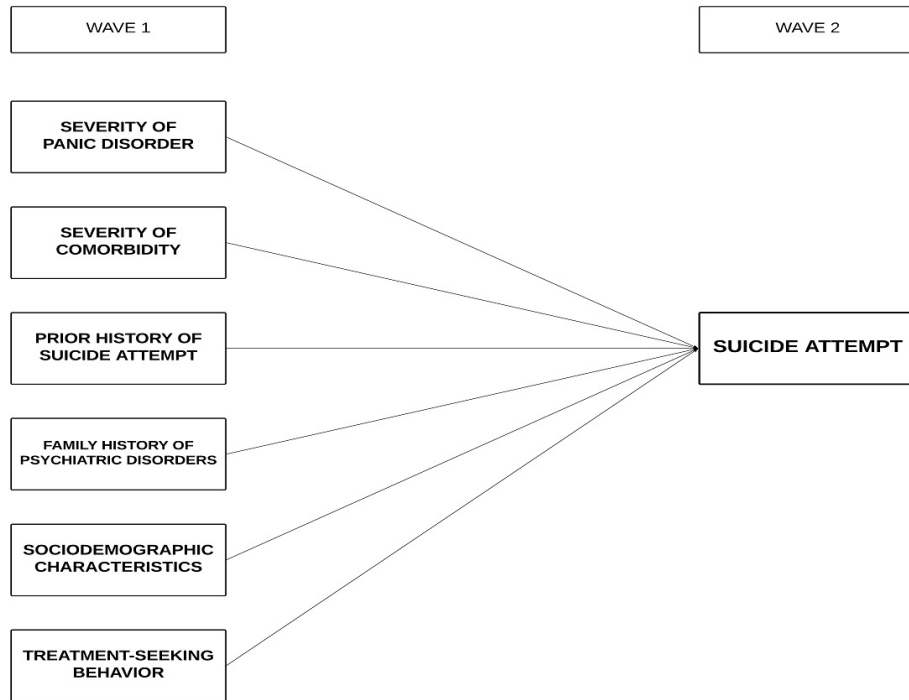 WAVE 1
WAVE 2
SEVERITY OF
PANIC DISORDER
SEVERITY OF
COMORBIDITY
PRIOR HISTORY OF
SUICIDE ATTEMPT
SUICIDE ATTEMPT
FAMILY HISTORY OF
PSYCHIATRIC DISORDERS
SOCIODEMOGRAPHIC
CHARACTERISTICS
TREATMENT-SEEKING
BEHAVIOR